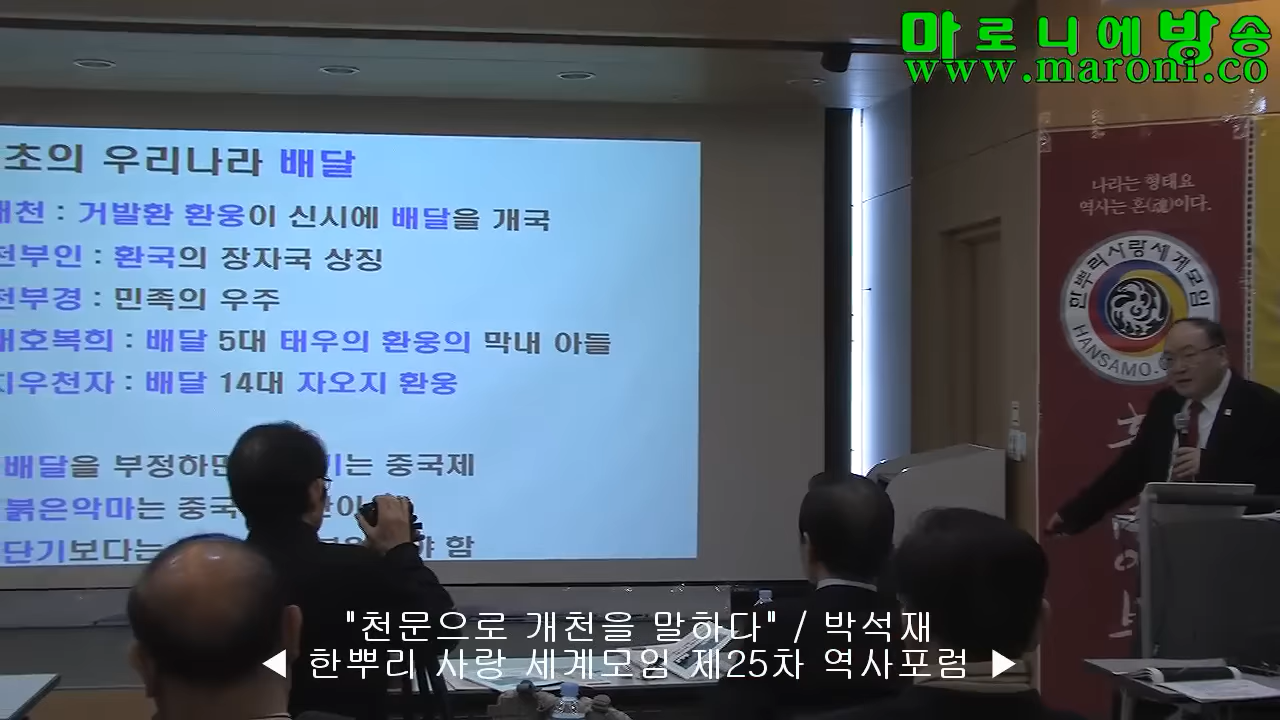 마로니에방송
www.maroni.co
초의 우리나라 배달
개천 : 거발환 환웅이 신시에 배달을 개국
천부인 : 환국의 장자국 상징
천부경 : 민족의 우주
태호복희 : 배달 5대 태우의 환웅의 막내 아들
치우천자 : 배달 14대 자오지 환웅
배달을 는 중국제
붉은악마는
단기보다는 함
나라는 형태요
역사는 혼(魂)이다.
한뿌리사랑세계모임
HANSAMO.
"천문으로 개천을 말하다" / 박석재
◀ 한뿌리 사랑 세계모임 제25차 역사포럼 ▶